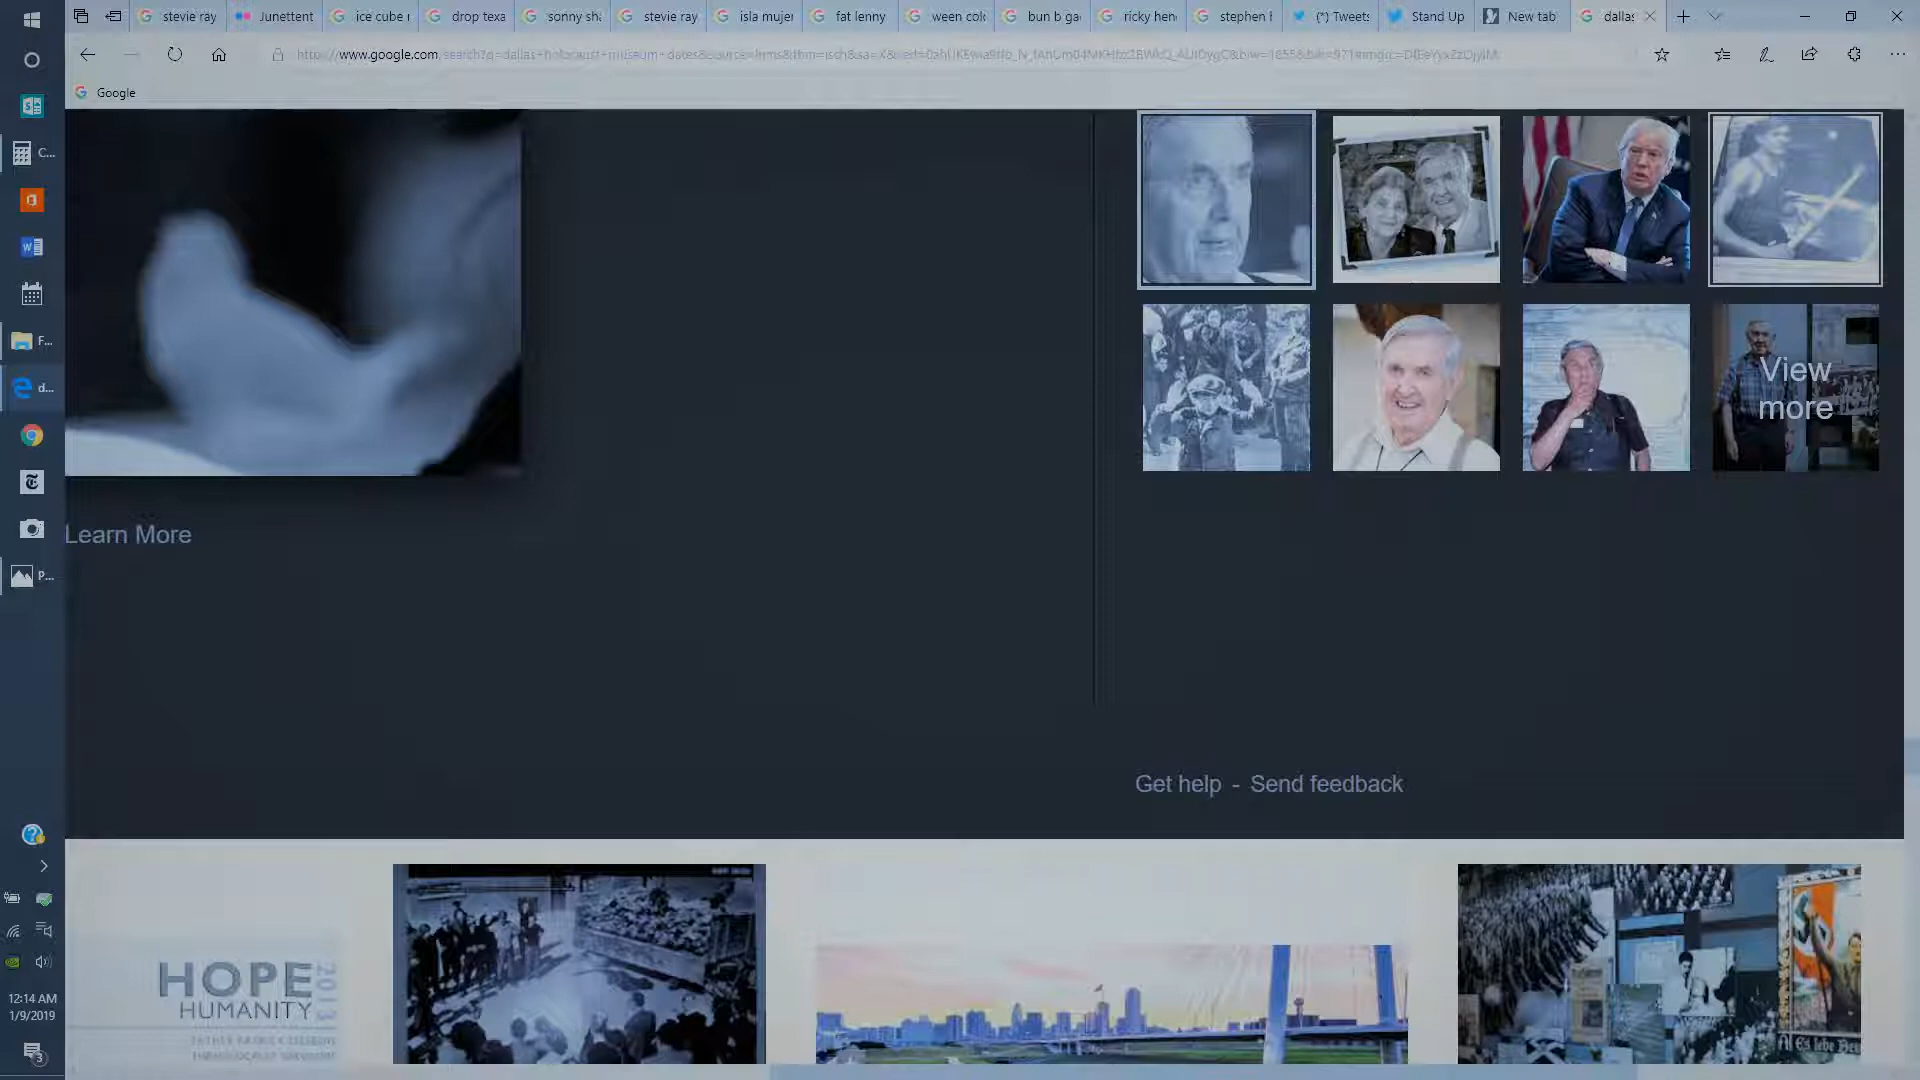 stevie ray
Junettent
ice cube r
drop texa
sonny sha
stevie ray
isla mujer
fat lenny
ween col
bun b ga
ricky hen
(*) Tweets
Stand Up
New tab
dallas
www.google.com
Google
C...
F...
d...
P...
View
more
Learn More
Get help - Send feedback
HOPE
HUMANITY
2013
12:14 AM
1/9/2019
3